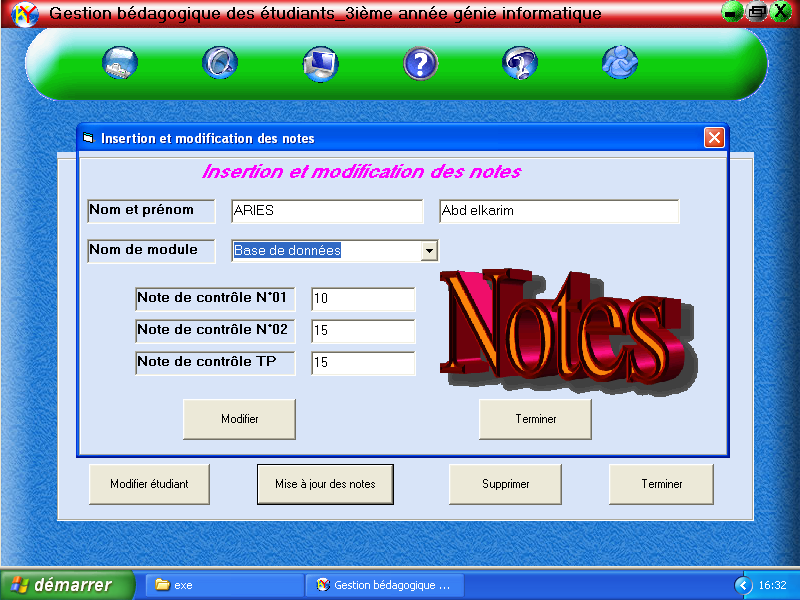 Gestion bédagogique des étudiants_3ième année génie informatique
Insertion et modification des notes
Insertion et modification des notes
Nom et prénom ARIES Abd elkarim
Nom de module Base de données
Note de contrôle N°01 10
Note de contrôle N°02 15
Note de contrôle TP 15
Notes
Modifier Terminer
Modifier étudiant Mise à jour des notes Supprimer Terminer
démarrer exe Gestion bédagogique ... 16:32